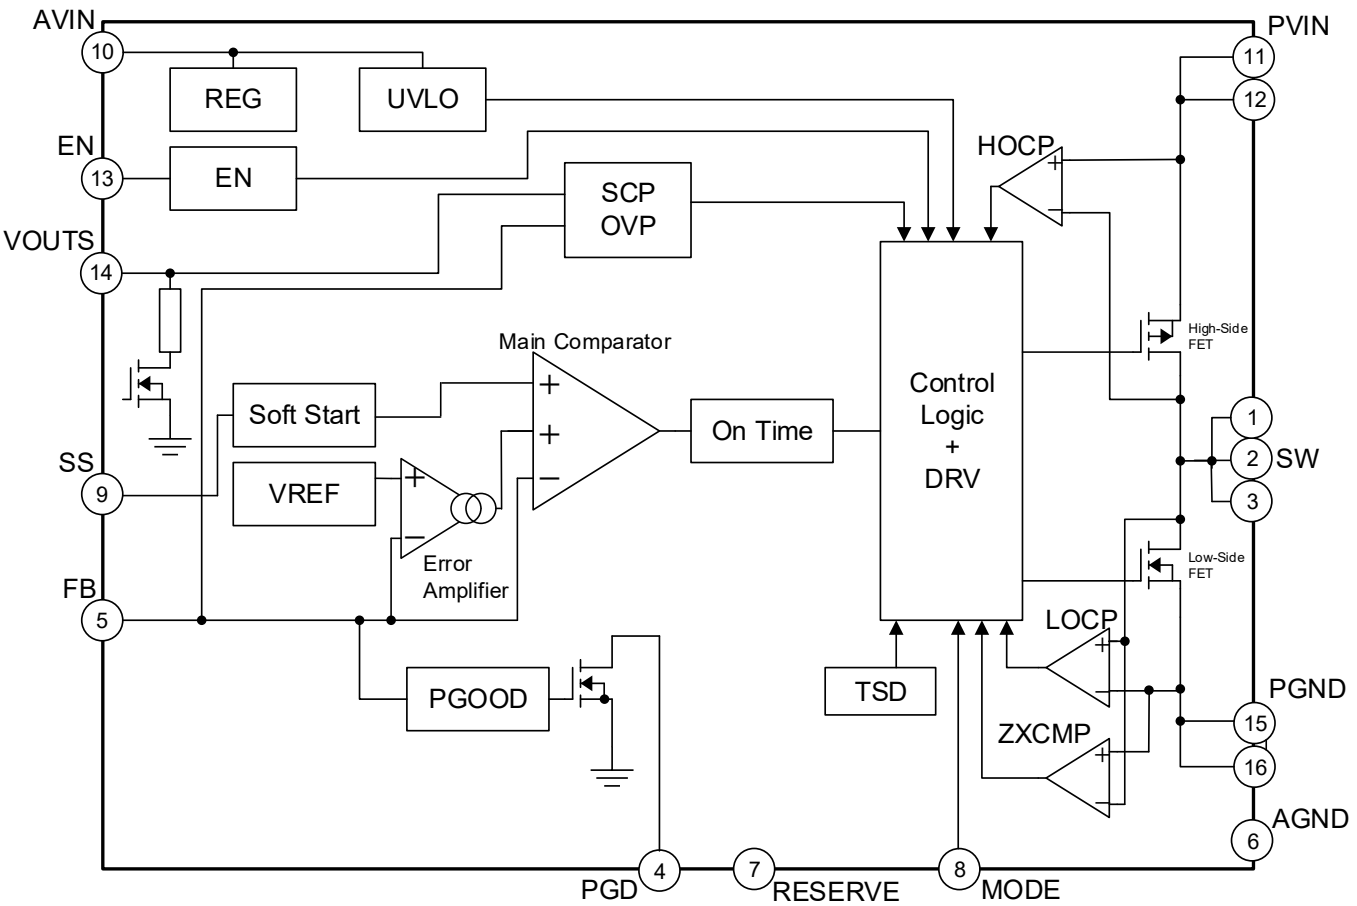 AVIN
PVIN
10
11
REG
UVLO
12
EN
HOCP
+
13
EN
SCP
OVP
−
VOUTS
14
High-Side
FET
Main Comparator
+
Control
Logic
+
DRV
Soft Start
1
+
On Time
SS
VREF
+
2
SW
9
−
3
−
Error
Amplifier
Low-Side
FET
FB
5
LOCP
+
TSD
−
PGOOD
PGND
15
ZXCMP
+
16
−
AGND
6
4
7
8
PGD
RESERVE
MODE